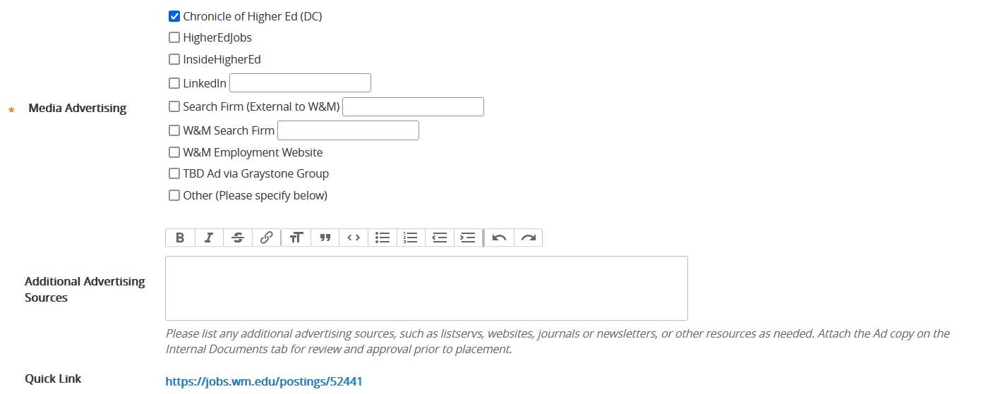 Chronicle of Higher Ed (DC)
HigherEdJobs
InsideHigherEd
LinkedIn
* Media Advertising
Search Firm (External to W&M)
W&M Search Firm
W&M Employment Website
TBD Ad via Graystone Group
Other (Please specify below)
Additional Advertising
Sources
Please list any additional advertising sources, such as listservs, websites, journals or newsletters, or other resources as needed. Attach the Ad copy on the
Internal Documents tab for review and approval prior to placement.
Quick Link
https://jobs.wm.edu/postings/52441